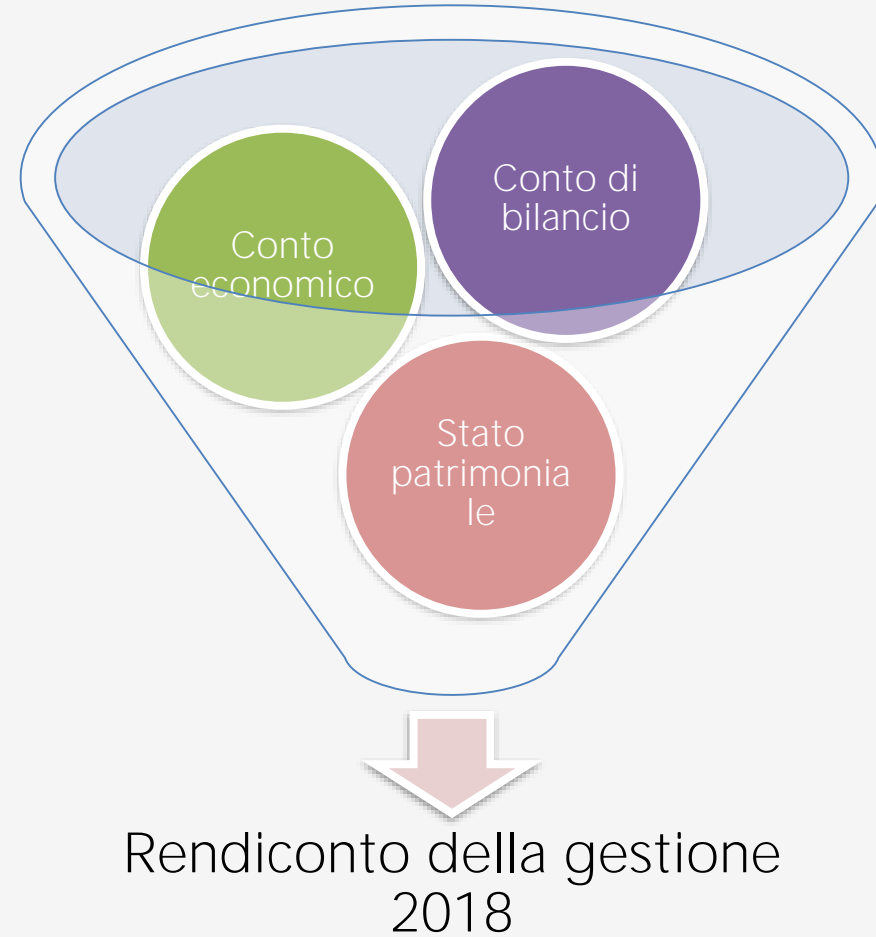 Conto di
bilancio
Conto
economico
Stato
patrimonia
le
Rendiconto della gestione
2018